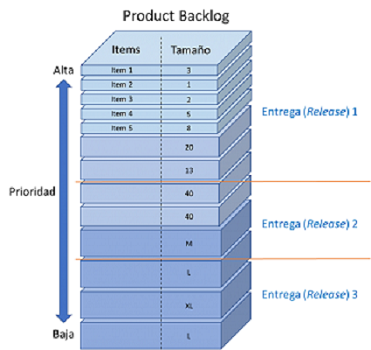 Product Backlog
Items Tamaño
Alta
Item 1 3
Item 2 1
Item 3 2
Item 4 5
Item 5 8
Entrega (Release) 1
20
13
Prioridad
40
40
Entrega (Release) 2
M
L
Entrega (Release) 3
XL
Baja
L